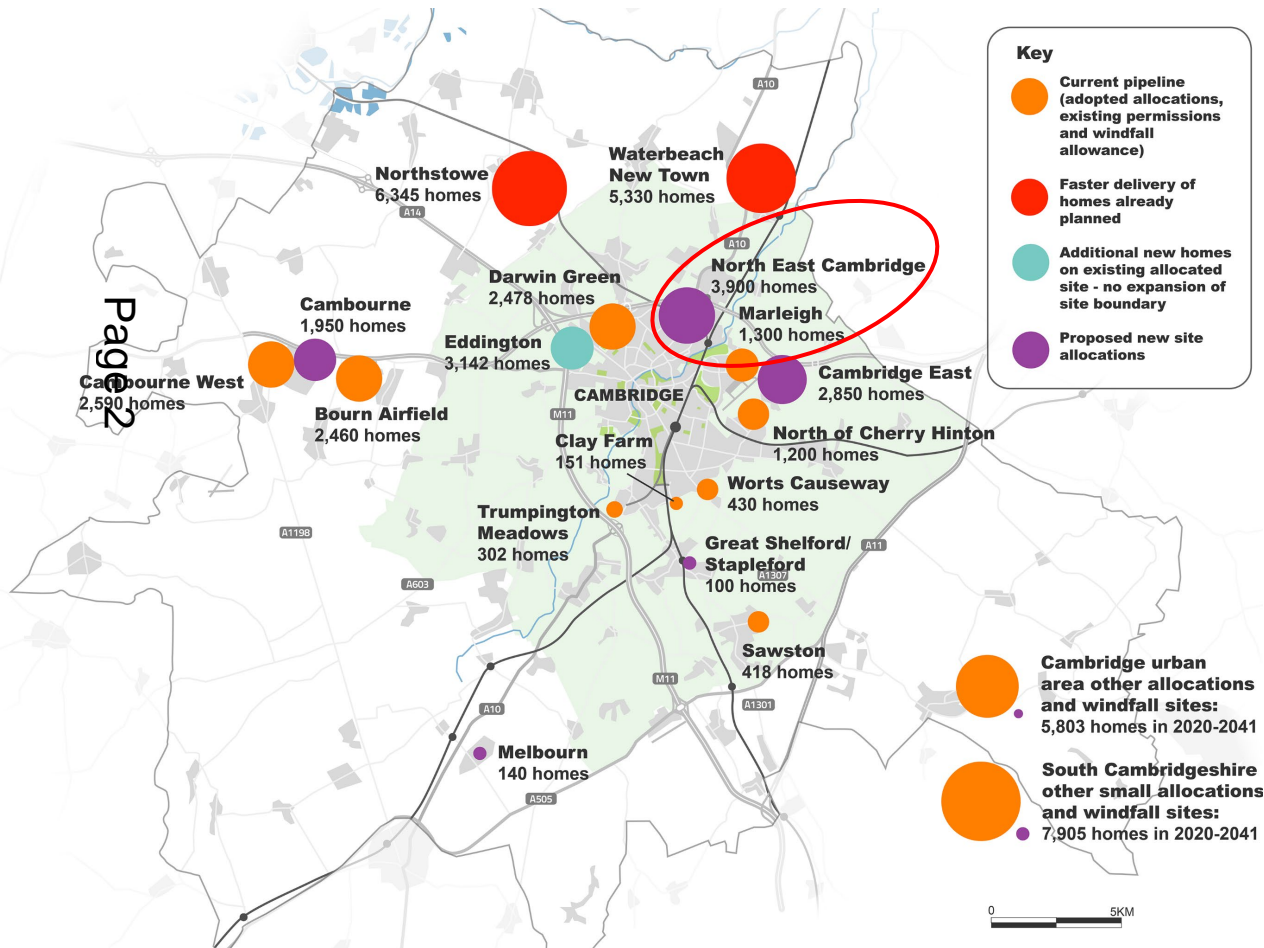 Key
Current pipeline
(adopted allocations,
existing permissions
and windfall
allowance)
Faster delivery of
homes already
planned
Additional new homes
on existing allocated
site - no expansion of
site boundary
Proposed new site
allocations
A10
Waterbeach
New Town
5,330 homes
Northstowe
6,345 homes
A14
A10
North East Cambridge
3,900 homes
Darwin Green
2,478 homes
Marleigh
1,300 homes
Cambourne
1,950 homes
Eddington
3,142 homes
Page 2
Cambourne West
2,590 homes
Cambridge East
2,850 homes
CAMBRIDGE
Bourn Airfield
2,460 homes
M11
North of Cherry Hinton
1,200 homes
Clay Farm
151 homes
Worts Causeway
430 homes
Trumpington
Meadows
302 homes
A1198
Great Shelford/
Stapleford
100 homes
A11
A1307
A603
Sawston
418 homes
M11
A1301
A10
Cambridge urban
area other allocations
and windfall sites:
5,803 homes in 2020-2041
Melbourn
140 homes
A505
South Cambridgeshire
other small allocations
and windfall sites:
7,905 homes in 2020-2041
0 5KM